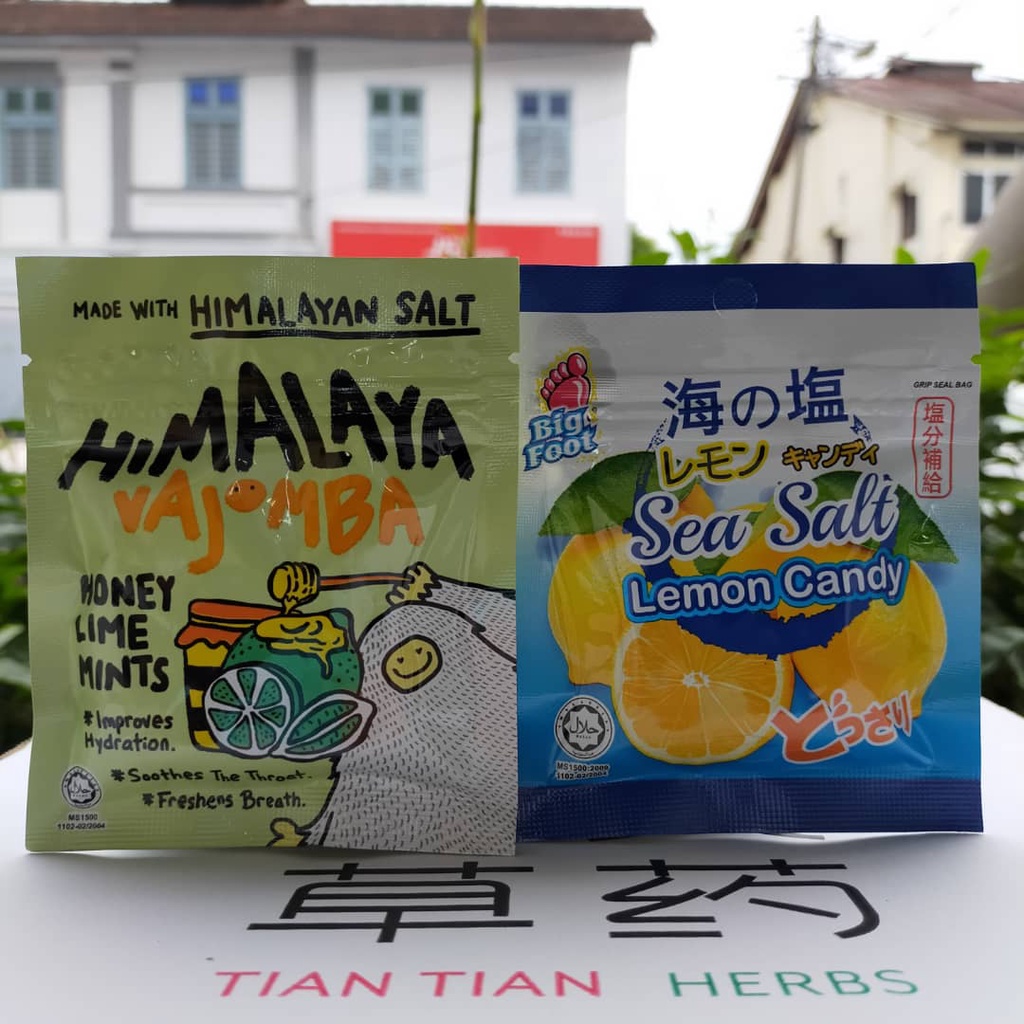 MADE WITH HIMALAYAN SALT
HIMALAYA
VAJOMBA
HONEY
LIME
MINTS
*Improves
Hydration.
*Soothes The Throat.
*Freshens Breath.
MS1500
1102-02/2004
GRIP SEAL BAG
Big
Foot
海の塩
レモン キャンディ
塩分補給
Sea Salt
Lemon Candy
どっさり
حلال
MS1500:2009
1102-02/2004
草药
TIAN TIAN HERBS